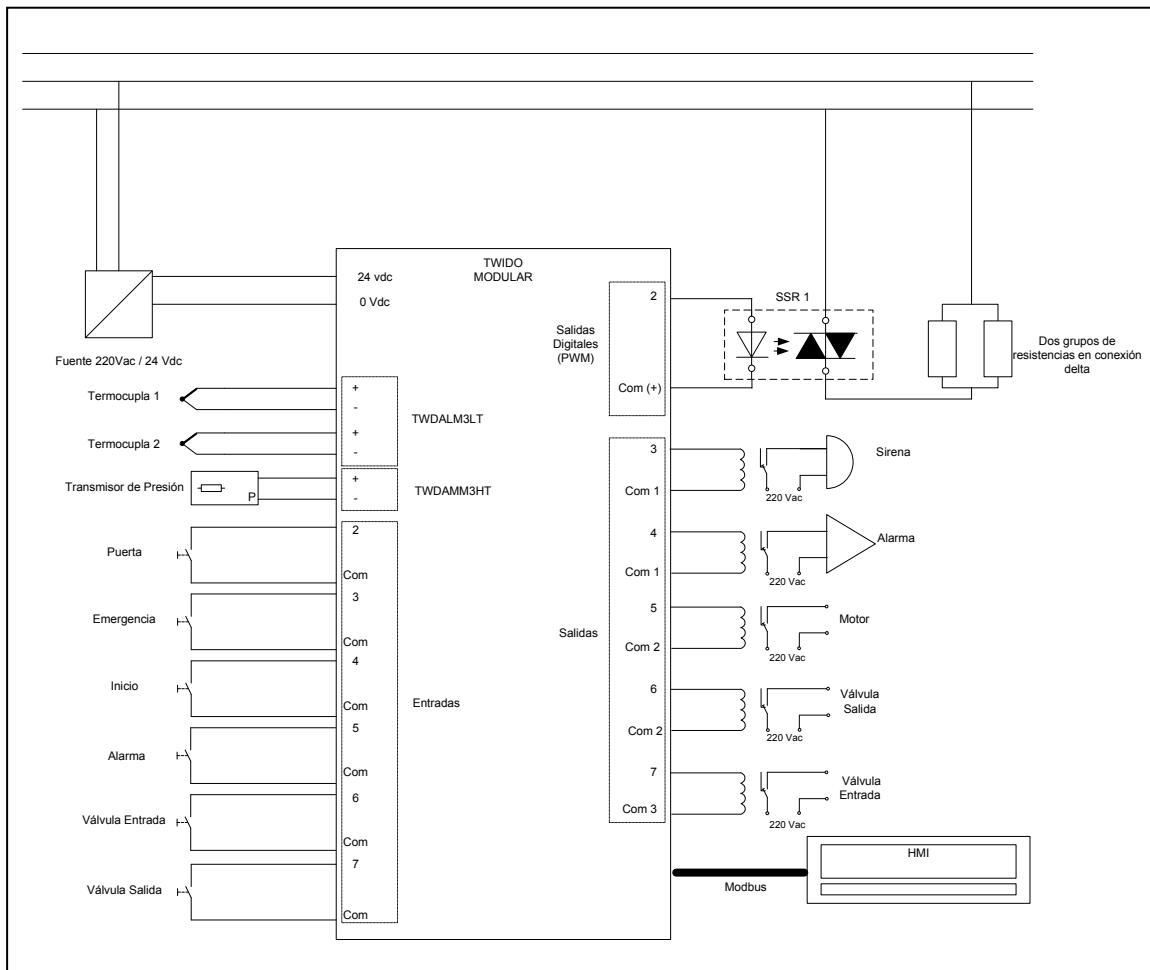 TWIDO
MODULAR
24 vdc
0 Vdc
Fuente 220Vac / 24 Vdc
Termocupla 1
+
-
Termocupla 2
+
-
TWDALM3LT
Transmisor de Presión
P
+
-
TWDAMM3HT
Puerta
2
Com
Emergencia
3
Com
Inicio
4
Com
Alarma
5
Com
Válvula Entrada
6
Com
Válvula Salida
7
Com
Entradas
Salidas
Digitales
(PWM)
2
Com (+)
SSR 1
Dos grupos de
resistencias en conexión
delta
Salidas
3
Com 1
220 Vac
Sirena
4
Com 1
220 Vac
Alarma
5
Com 2
220 Vac
Motor
6
Com 2
220 Vac
Válvula
Salida
7
Com 3
220 Vac
Válvula
Entrada
Modbus
HMI